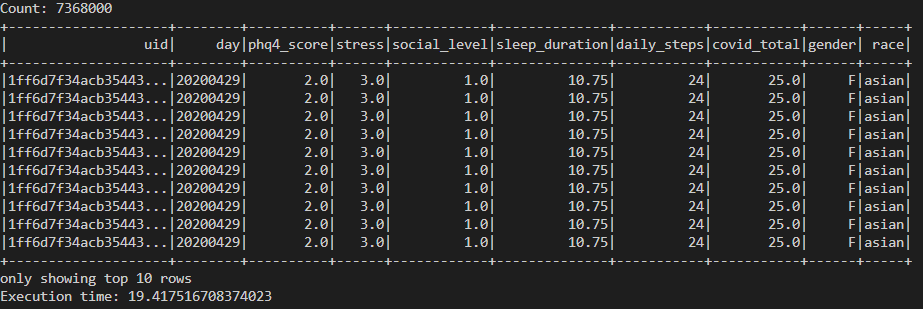 Count: 7368000
+--------------------+--------+----------+------+------------+--------------+-----------+-----------+------+-----+
|                 uid|     day|phq4_score|stress|social_level|sleep_duration|daily_steps|covid_total|gender| race|
+--------------------+--------+----------+------+------------+--------------+-----------+-----------+------+-----+
|1ff6d7f34acb35443...|20200429|       2.0|   3.0|         1.0|         10.75|         24|       25.0|     F|asian|
|1ff6d7f34acb35443...|20200429|       2.0|   3.0|         1.0|         10.75|         24|       25.0|     F|asian|
|1ff6d7f34acb35443...|20200429|       2.0|   3.0|         1.0|         10.75|         24|       25.0|     F|asian|
|1ff6d7f34acb35443...|20200429|       2.0|   3.0|         1.0|         10.75|         24|       25.0|     F|asian|
|1ff6d7f34acb35443...|20200429|       2.0|   3.0|         1.0|         10.75|         24|       25.0|     F|asian|
|1ff6d7f34acb35443...|20200429|       2.0|   3.0|         1.0|         10.75|         24|       25.0|     F|asian|
|1ff6d7f34acb35443...|20200429|       2.0|   3.0|         1.0|         10.75|         24|       25.0|     F|asian|
|1ff6d7f34acb35443...|20200429|       2.0|   3.0|         1.0|         10.75|         24|       25.0|     F|asian|
|1ff6d7f34acb35443...|20200429|       2.0|   3.0|         1.0|         10.75|         24|       25.0|     F|asian|
|1ff6d7f34acb35443...|20200429|       2.0|   3.0|         1.0|         10.75|         24|       25.0|     F|asian|
+--------------------+--------+----------+------+------------+--------------+-----------+-----------+------+-----+
only showing top 10 rows
Execution time: 19.417516708374023